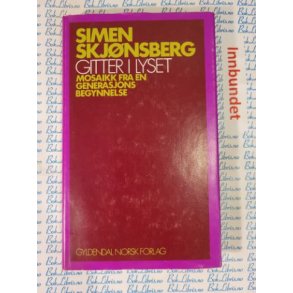 SIMEN
SKJØNSBERG
GITTER I LYSET
MOSAIKK FRA EN
GENERASJONS
BEGYNNELSE
GYLDENDAL NORSK FORLAG
Innbundet